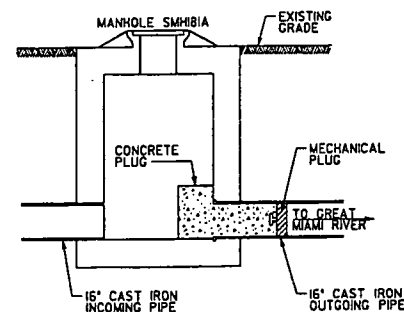 MANHOLE SMH181A
EXISTING
GRADE
CONCRETE
PLUG
MECHANICAL
PLUG
TO GREAT
MIAMI RIVER
16" CAST IRON
INCOMING PIPE
16" CAST IRON
OUTGOING PIPE